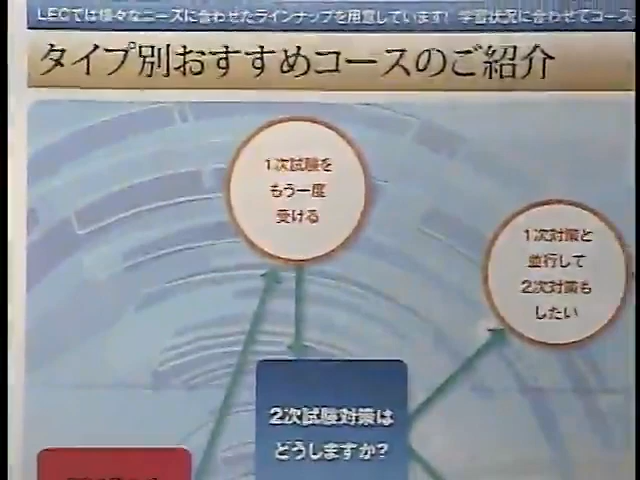 LECでは様々なニーズに合わせたラインナップを用意しています! 学習状況に合わせてコース
タイプ別おすすめコースのご紹介
1次試験を
もう一度
受ける
1次対策と
並行して
2次対策も
したい
2次試験対策は
どうしますか?